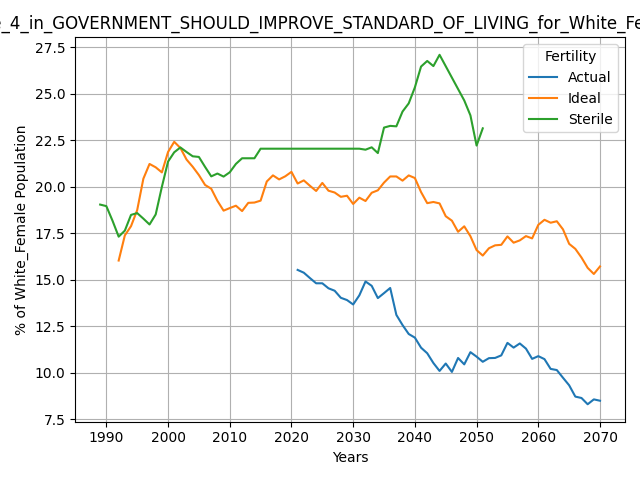 _4_in_GOVERNMENT_SHOULD_IMPROVE_STANDARD_OF_LIVING_for_White_Fe
27.5
25.0
22.5
20.0
17.5
15.0
12.5
10.0
7.5
% of White_Female Population
Fertility
Actual
Ideal
Sterile
1990
2000
2010
2020
2030
2040
2050
2060
2070
Years